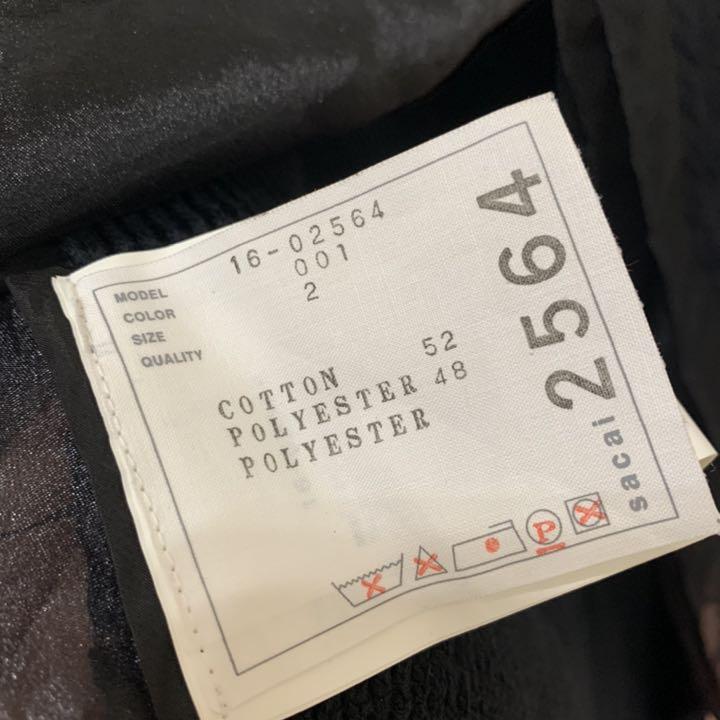 MODEL 16-02564
COLOR 001
SIZE 2
QUALITY
COTTON 52
POLYESTER 48
POLYESTER
P
sacai 2564